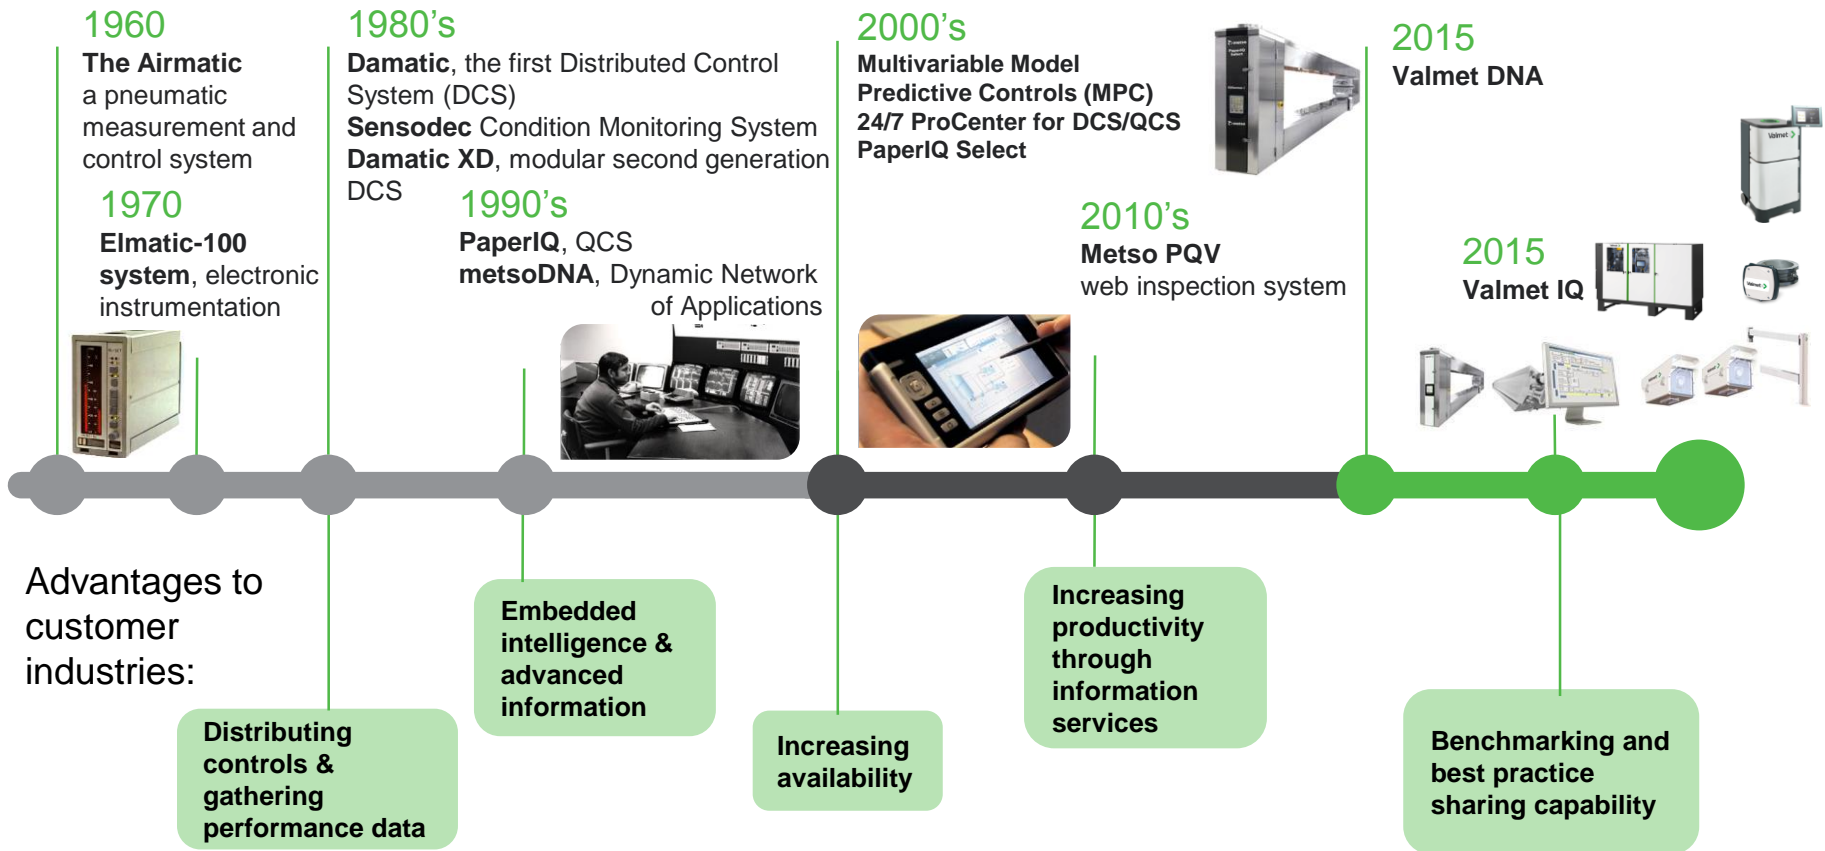 1960
The Airmatic
a pneumatic
measurement and
control system
1970
Elmatic-100
system, electronic
instrumentation
1980's
Damatic, the first Distributed Control
System (DCS)
Sensodec Condition Monitoring System
Damatic XD, modular second generation
DCS
1990's
PaperIQ, QCS
metsoDNA, Dynamic Network
of Applications
2000's
Multivariable Model
Predictive Controls (MPC)
24/7 ProCenter for DCS/QCS
PaperIQ Select
2010's
Metso PQV
web inspection system
2015
Valmet DNA
2015
Valmet IQ
Valmet
Valmet
Advantages to
customer
industries:
Distributing
controls &
gathering
performance data
Embedded
intelligence &
advanced
information
Increasing
availability
Increasing
productivity
through
information
services
Benchmarking and
best practice
sharing capability